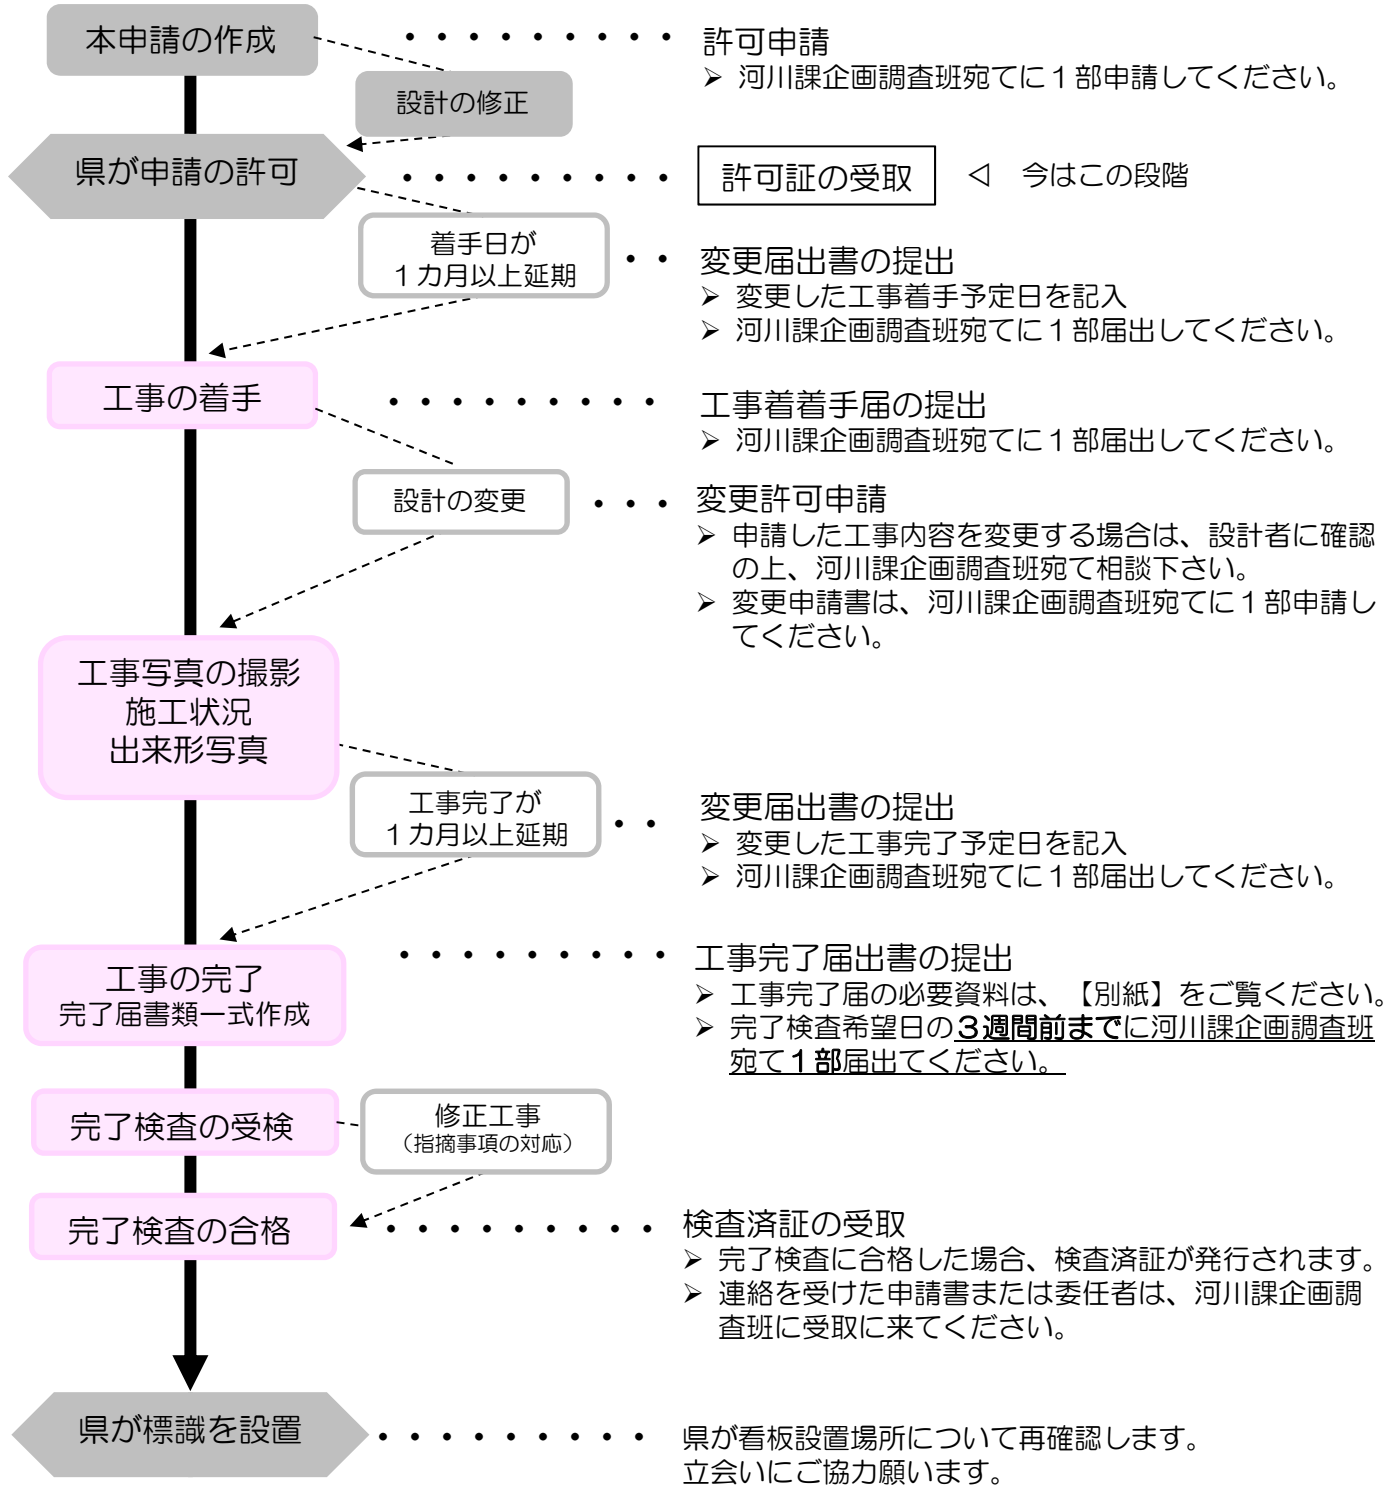 本申請の作成
・・・・・・・・・ 許可申請
➢ 河川課企画調査班宛てに１部申請してください。
設計の修正
県が申請の許可
・・・・・・・・・ 許可証の受取 ◁ 今はこの段階
着手日が
１カ月以上延期
・・ 変更届出書の提出
➢ 変更した工事着手予定日を記入
➢ 河川課企画調査班宛てに１部届出してください。
工事の着手
・・・・・・・・・ 工事着着手届の提出
➢ 河川課企画調査班宛てに１部届出してください。
設計の変更
・・・ 変更許可申請
➢ 申請した工事内容を変更する場合は、設計者に確認
の上、河川課企画調査班宛て相談下さい。
➢ 変更申請書は、河川課企画調査班宛てに１部申請し
てください。
工事写真の撮影
施工状況
出来形写真
工事完了が
１カ月以上延期
・・ 変更届出書の提出
➢ 変更した工事完了予定日を記入
➢ 河川課企画調査班宛てに１部届出してください。
工事の完了
完了届書類一式作成
・・・・・・・・・ 工事完了届出書の提出
➢ 工事完了届の必要資料は、【別紙】をご覧ください。
➢ 完了検査希望日の３週間前までに河川課企画調査班
宛て１部届出てください。
完了検査の受検
修正工事
（指摘事項の対応）
完了検査の合格
・・・・・・・・・ 検査済証の受取
➢ 完了検査に合格した場合、検査済証が発行されます。
➢ 連絡を受けた申請書または委任者は、河川課企画調
査班に受取に来てください。
県が標識を設置
・・・・・・・・・ 県が看板設置場所について再確認します。
立会いにご協力願います。